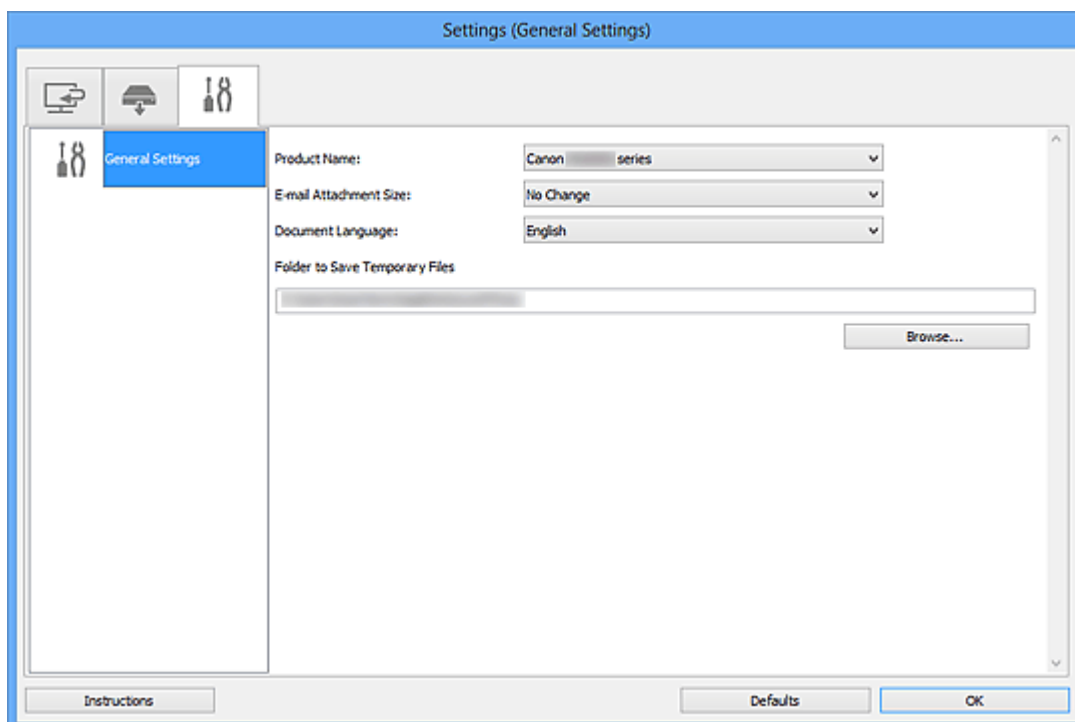 Settings (General Settings)
General Settings
Product Name:
Canon series
E-mail Attachment Size:
No Change
Document Language:
English
Folder to Save Temporary Files
Browse...
Instructions
Defaults
OK